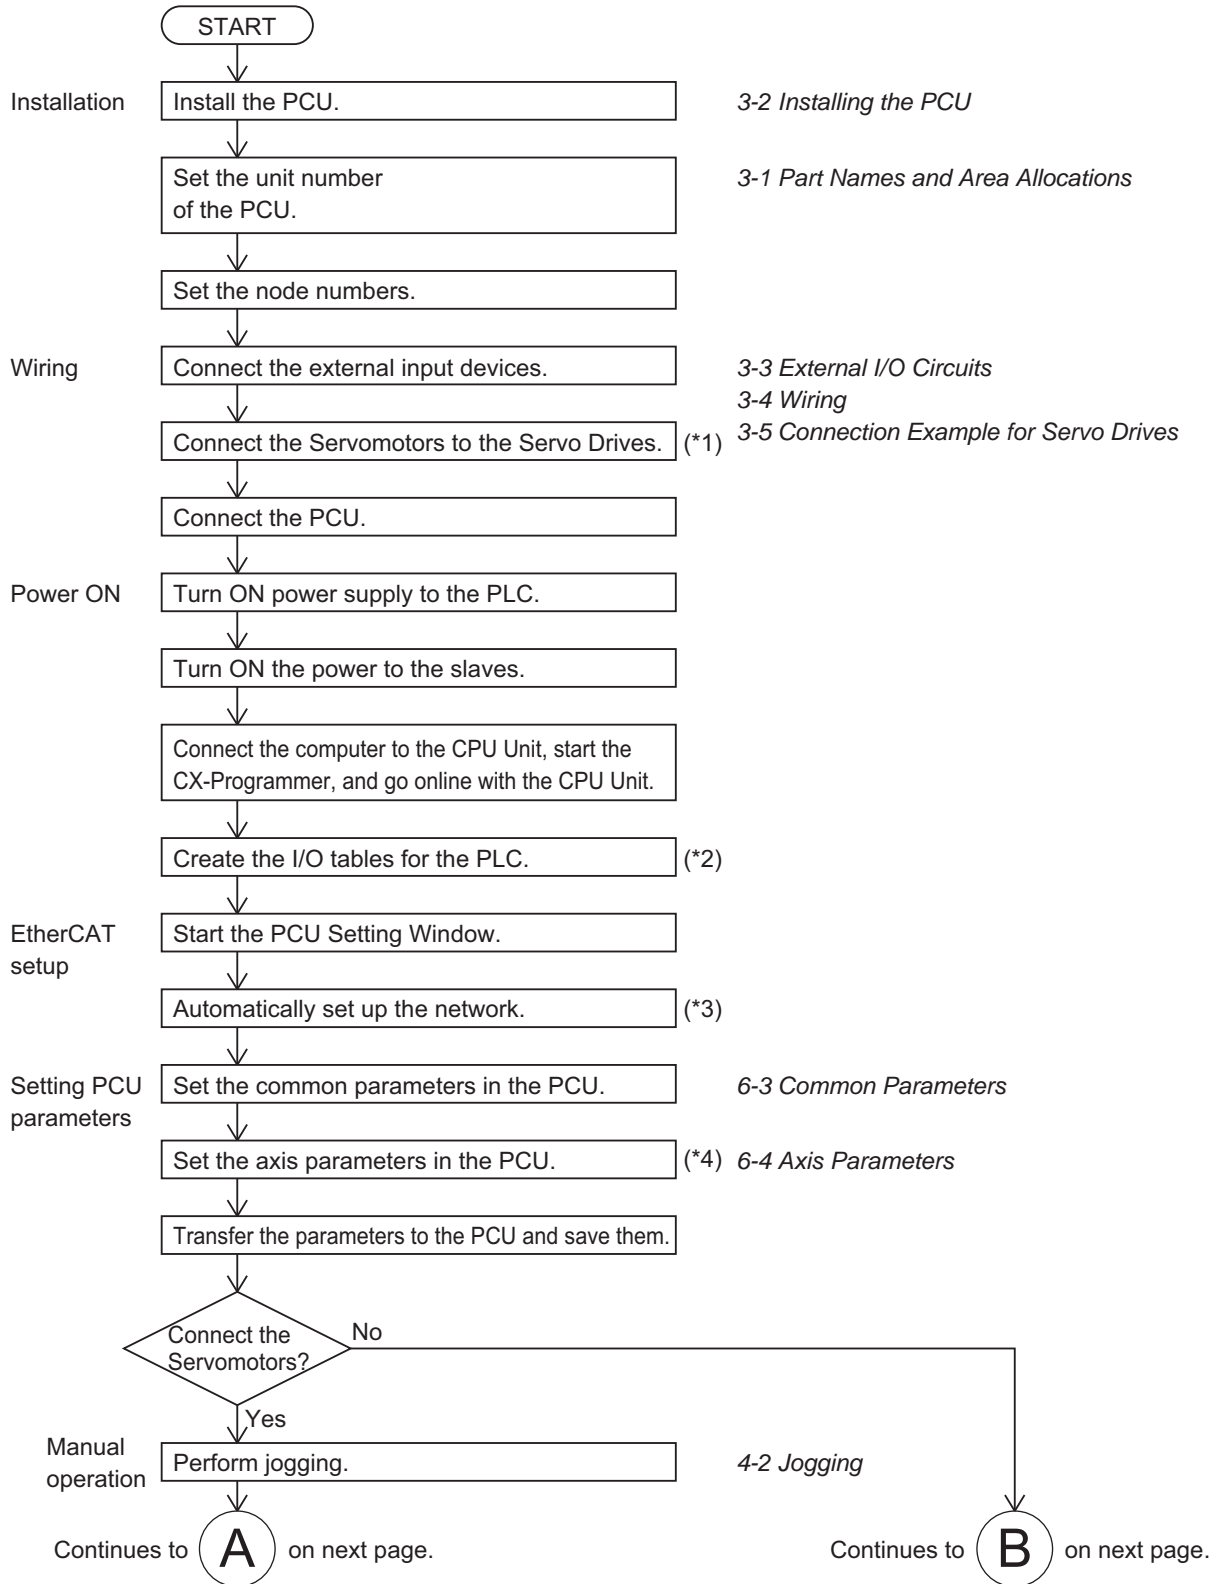 START
Installation
Install the PCU.
3-2 Installing the PCU
Set the unit number
of the PCU.
3-1 Part Names and Area Allocations
Set the node numbers.
Wiring
Connect the external input devices.
3-3 External I/O Circuits
3-4 Wiring
3-5 Connection Example for Servo Drives
Connect the Servomotors to the Servo Drives.
(*1)
Connect the PCU.
Power ON
Turn ON power supply to the PLC.
Turn ON the power to the slaves.
Connect the computer to the CPU Unit, start the
CX-Programmer, and go online with the CPU Unit.
Create the I/O tables for the PLC.
(*2)
EtherCAT
setup
Start the PCU Setting Window.
Automatically set up the network.
(*3)
Setting PCU
parameters
Set the common parameters in the PCU.
6-3 Common Parameters
Set the axis parameters in the PCU.
(*4)
6-4 Axis Parameters
Transfer the parameters to the PCU and save them.
Connect the
Servomotors?
No
Yes
Manual
operation
Perform jogging.
4-2 Jogging
Continues to A on next page.
Continues to B on next page.